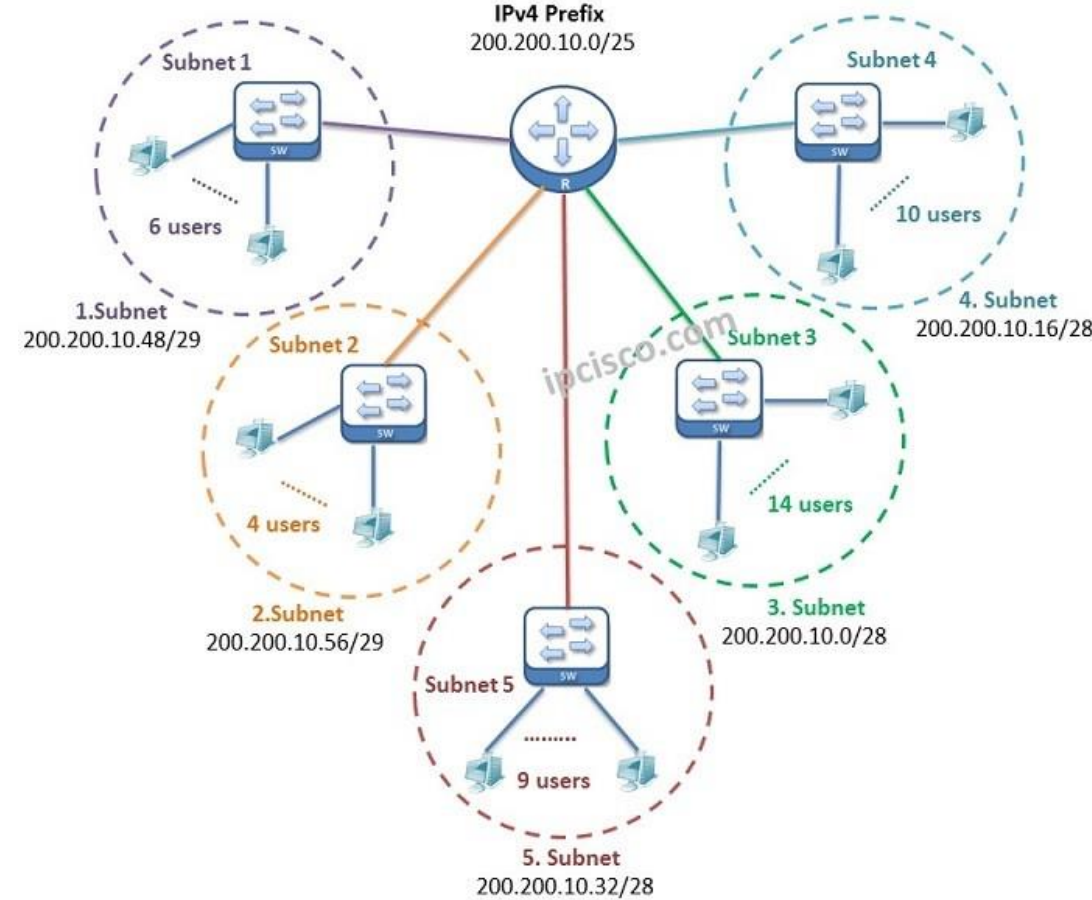 IPv4 Prefix
200.200.10.0/25
Subnet 1
SW
6 users
1.Subnet
200.200.10.48/29
R
Subnet 4
SW
10 users
4. Subnet
200.200.10.16/28
Subnet 2
SW
4 users
2.Subnet
200.200.10.56/29
ipcisco.com
Subnet 3
SW
14 users
3. Subnet
200.200.10.0/28
Subnet 5
SW
9 users
5. Subnet
200.200.10.32/28